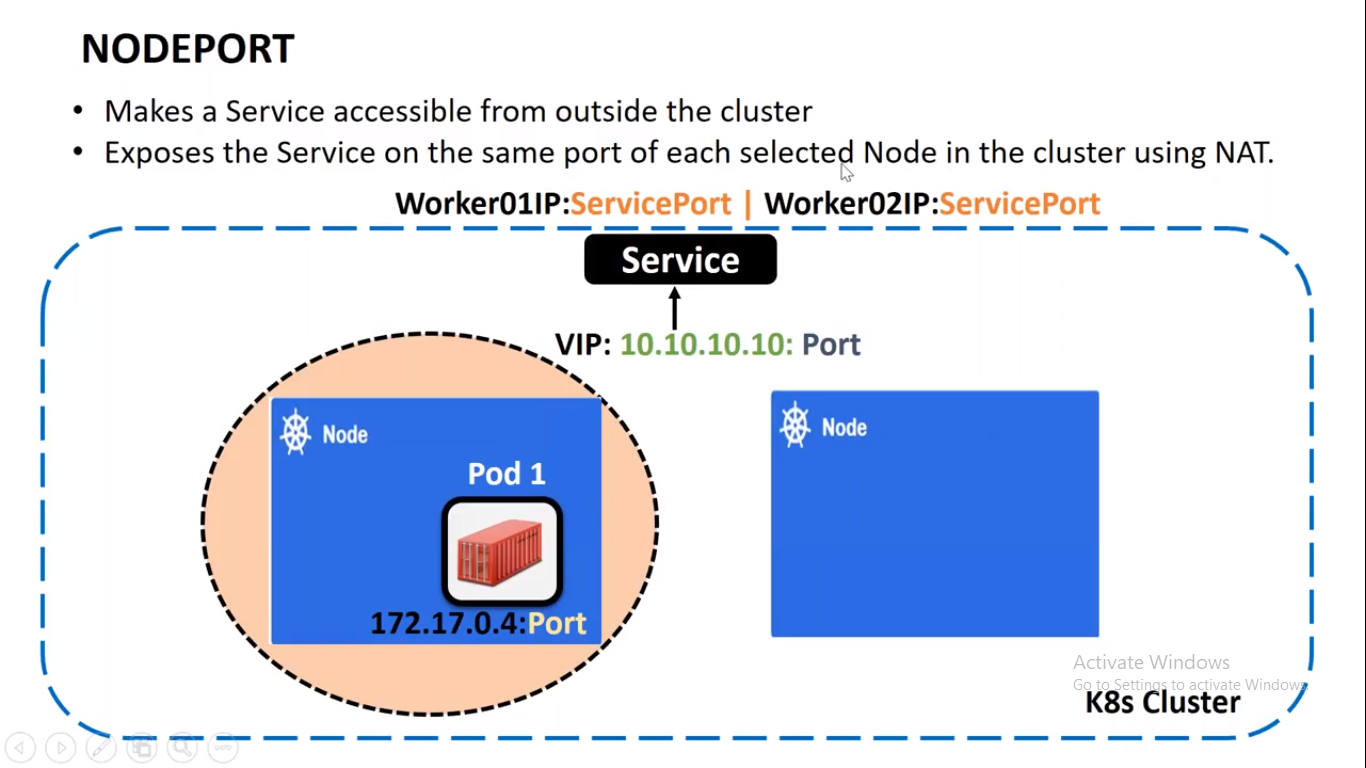 NODEPORT
• Makes a Service accessible from outside the cluster
• Exposes the Service on the same port of each selected Node in the cluster using NAT.
Worker01IP:ServicePort | Worker02IP:ServicePort
Service
VIP: 10.10.10.10: Port
Node
Pod 1
172.17.0.4:Port
Node
Activate Windows
Go to Settings to activate Windows.
K8s Cluster